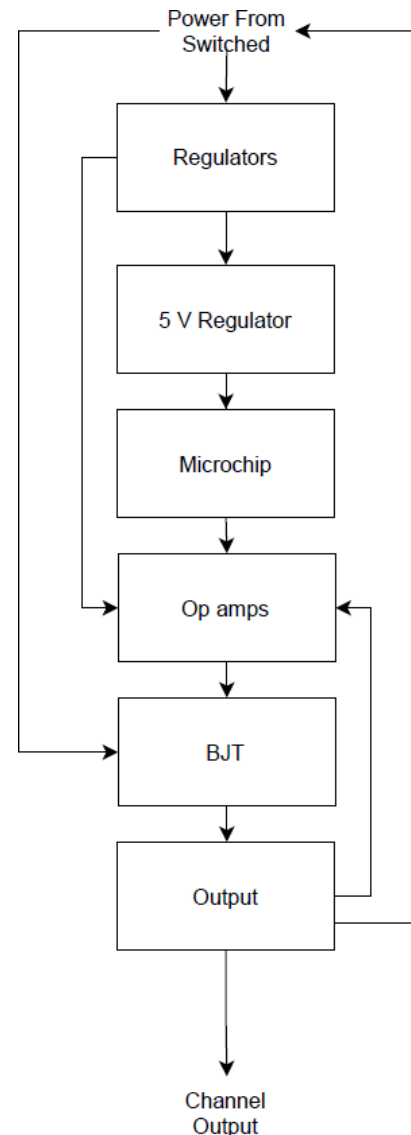 Power From
Switched
Regulators
5 V Regulator
Microchip
Op amps
BJT
Output
Channel
Output